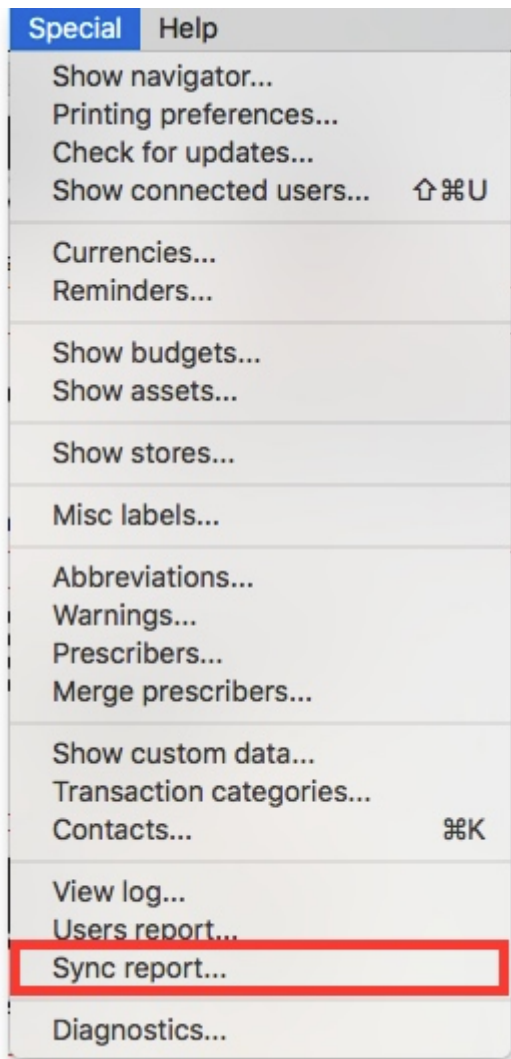 Special Help
Show navigator...
Printing preferences...
Check for updates...
Show connected users... ⇧⌘U
Currencies...
Reminders...
Show budgets...
Show assets...
Show stores...
Misc labels...
Abbreviations...
Warnings...
Prescribers...
Merge prescribers...
Show custom data...
Transaction categories...
Contacts... ⌘K
View log...
Users report...
Sync report...
Diagnostics...